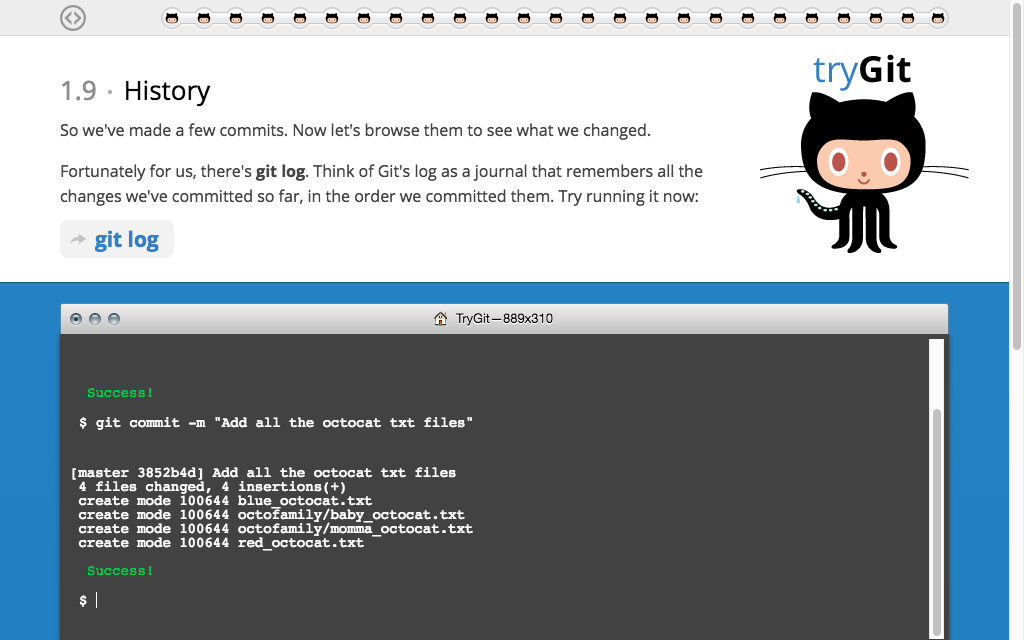 tryGit
1.9 · History
So we've made a few commits. Now let's browse them to see what we changed.
Fortunately for us, there's git log. Think of Git's log as a journal that remembers all the
changes we've committed so far, in the order we committed them. Try running it now:
git log
TryGit — 889x310
Success!
$ git commit -m "Add all the octocat txt files"
[master 3852b4d] Add all the octocat txt files
4 files changed, 4 insertions(+)
create mode 100644 blue_octocat.txt
create mode 100644 octofamily/baby_octocat.txt
create mode 100644 octofamily/momma_octocat.txt
create mode 100644 red_octocat.txt
Success!
$